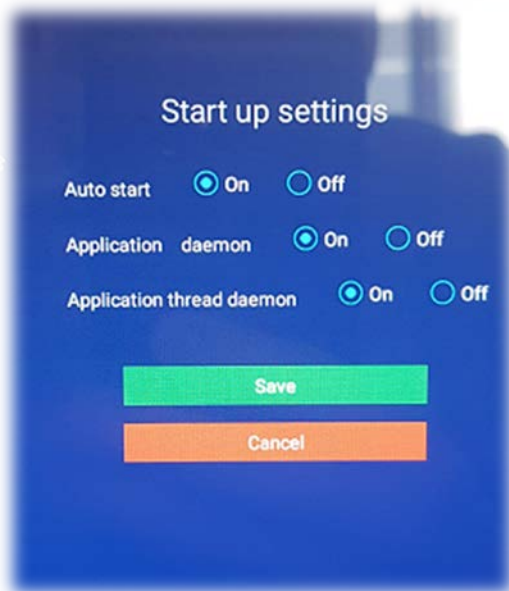 Start up settings
Auto start On Off
Application daemon On Off
Application thread daemon On Off
Save
Cancel